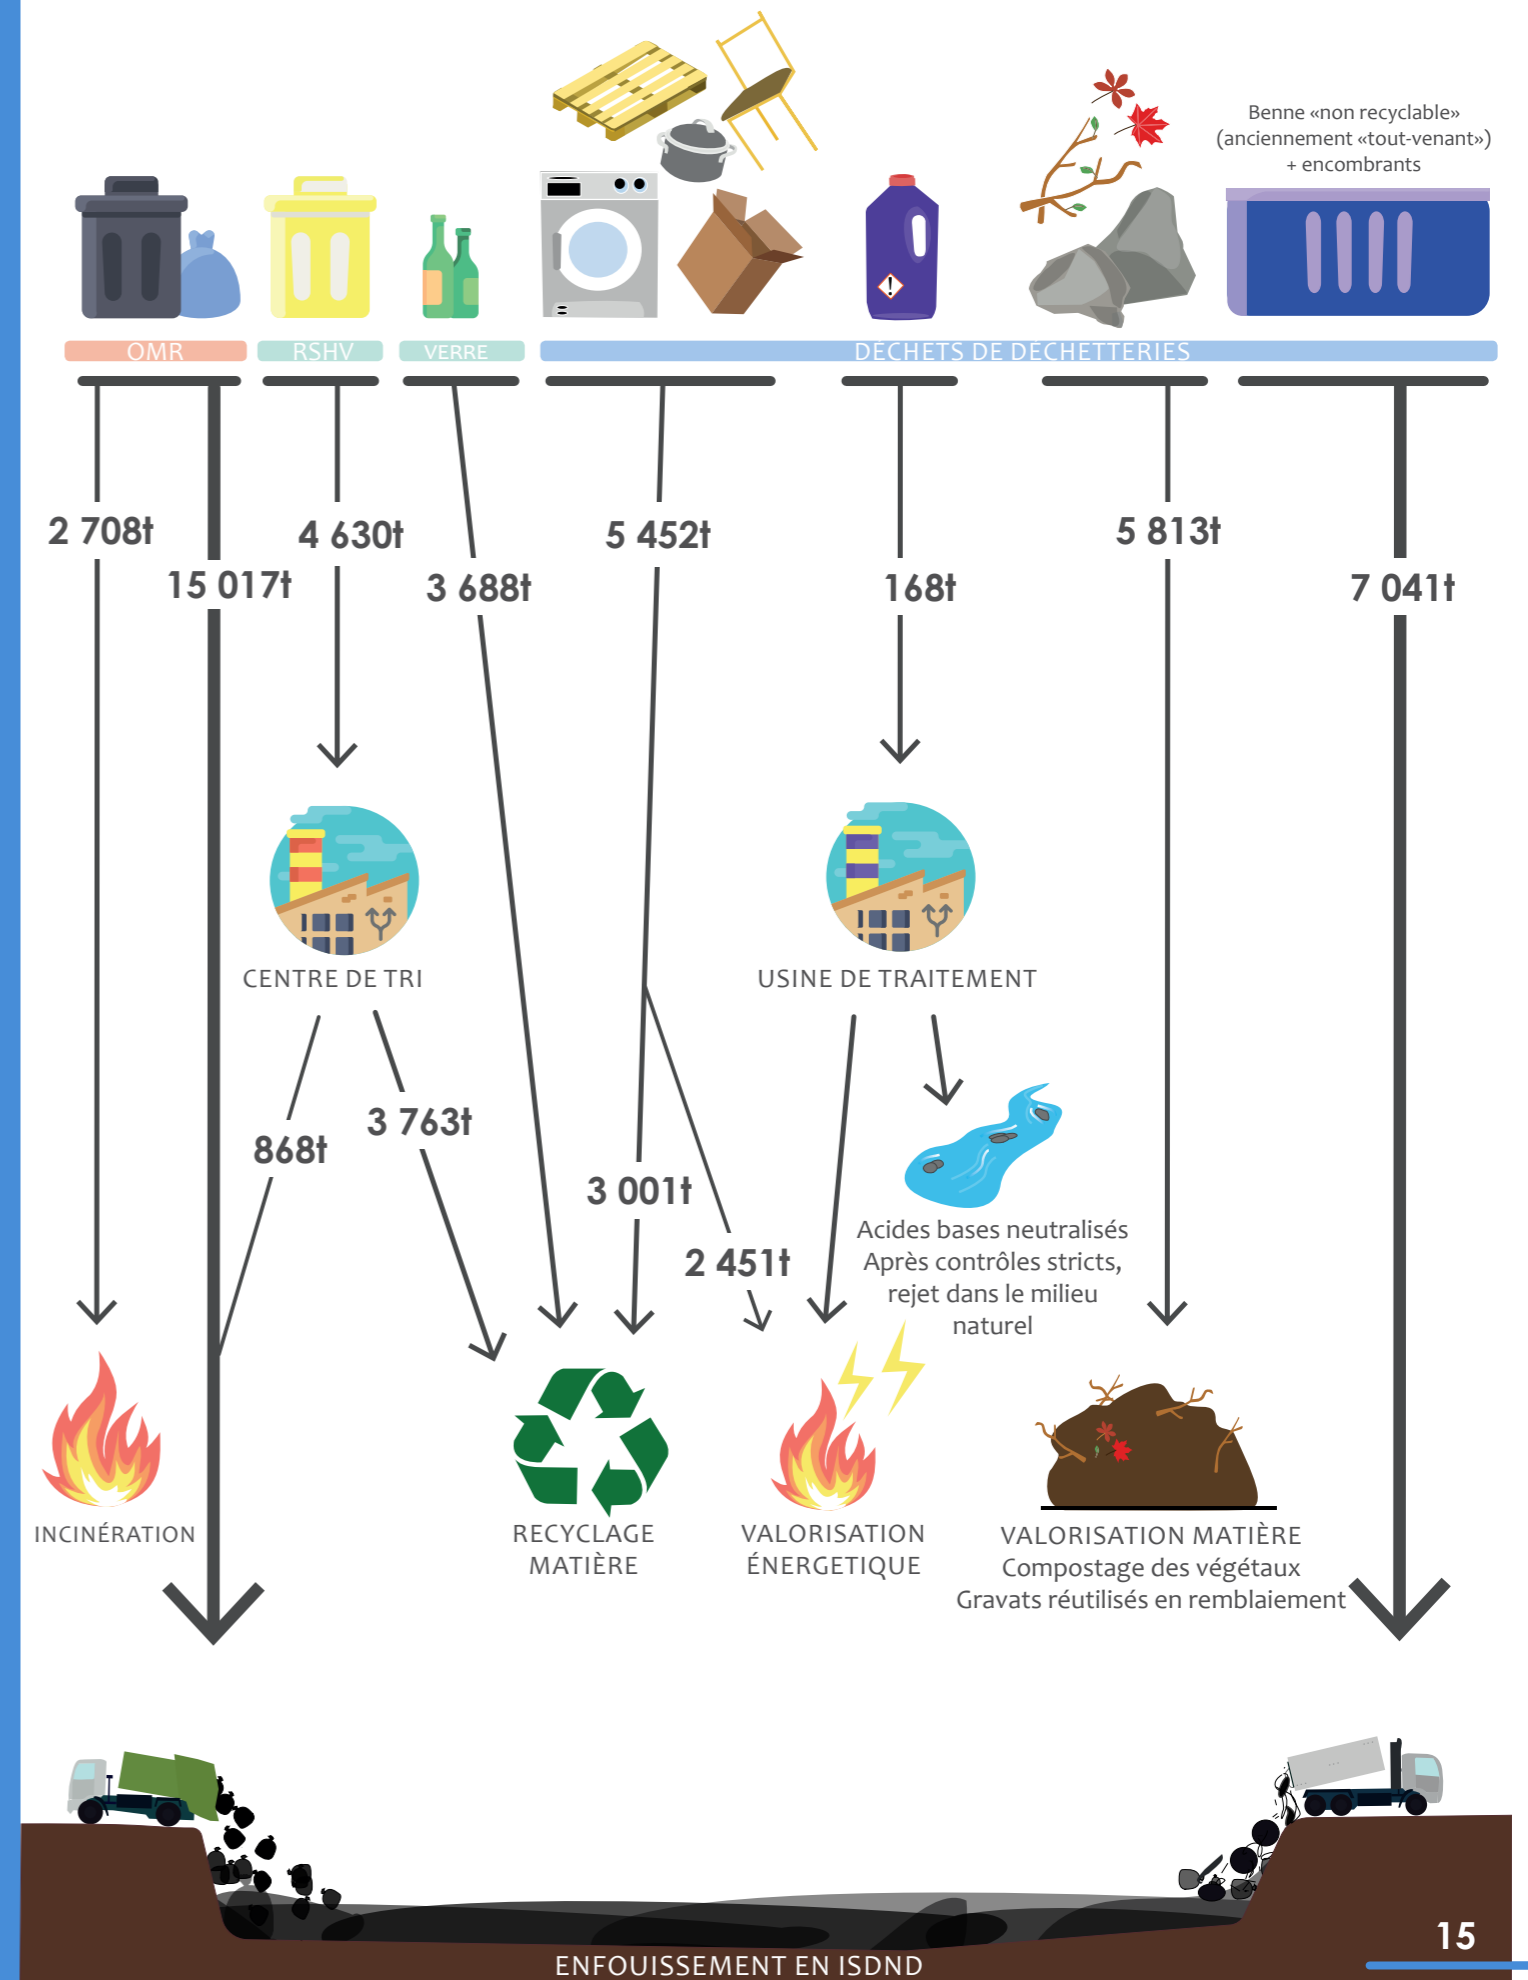 Benne «non recyclable»
(anciennement «tout-venant»)
+ encombrants
OMR
RSHV
VERRE
DÉCHETS DE DÉCHETTERIES
2 708t
15 017t
4 630t
3 688t
5 452t
168t
5 813t
7 041t
CENTRE DE TRI
USINE DE TRAITEMENT
868t
3 763t
3 001t
2 451t
Acides bases neutralisés
Après contrôles stricts,
rejet dans le milieu
naturel
INCINÉRATION
RECYCLAGE
MATIÈRE
VALORISATION
ÉNERGETIQUE
VALORISATION MATIÈRE
Compostage des végétaux
Gravats réutilisés en remblaiement
ENFOUISSEMENT EN ISDND
15